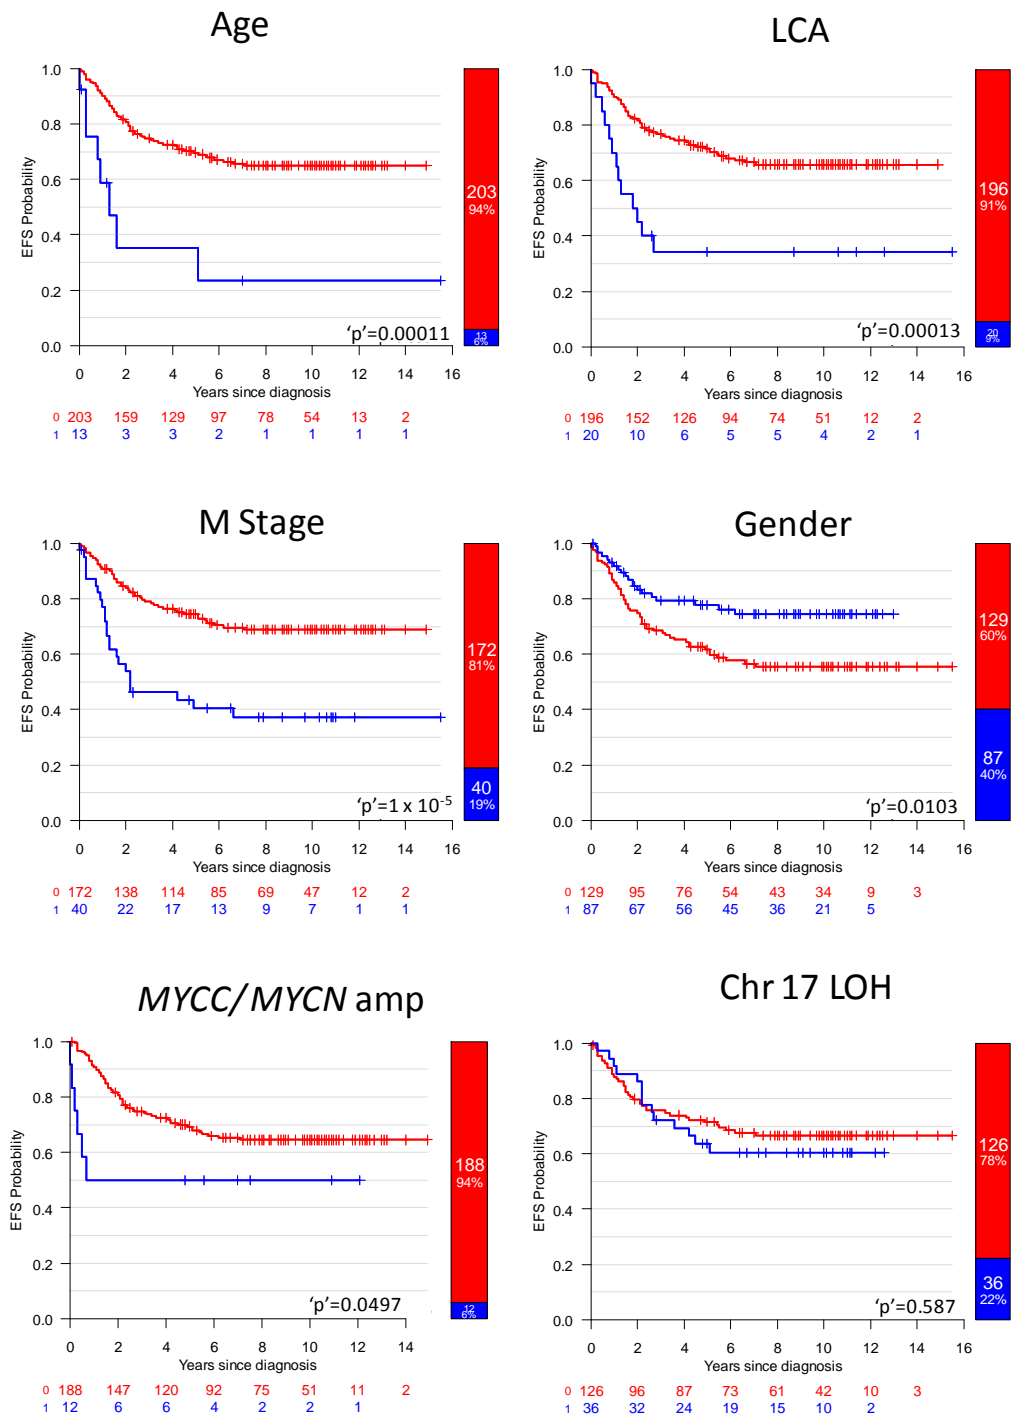 Age
EFS Probability
1.0
0.8
0.6
0.4
0.2
0.0
'p'=0.00011
203
94%
13
6%
0 2 4 6 8 10 12 14 16
Years since diagnosis
0 203 159 129 97 78 54 13 2
1 13 3 3 2 1 1 1 1
LCA
EFS Probability
1.0
0.8
0.6
0.4
0.2
0.0
'p'=0.00013
196
91%
20
9%
0 2 4 6 8 10 12 14 16
Years since diagnosis
0 196 152 126 94 74 51 12 2
1 20 10 6 5 5 4 2 1
M Stage
EFS Probability
1.0
0.8
0.6
0.4
0.2
0.0
'p'=1 x 10-5
172
81%
40
19%
0 2 4 6 8 10 12 14 16
Years since diagnosis
0 172 138 114 85 69 47 12 2
1 40 22 17 13 9 7 1 1
Gender
EFS Probability
1.0
0.8
0.6
0.4
0.2
0.0
'p'=0.0103
129
60%
87
40%
0 2 4 6 8 10 12 14 16
Years since diagnosis
0 129 95 76 54 43 34 9 3
1 87 67 56 45 36 21 5
MYCC/MYCN amp
EFS Probability
1.0
0.8
0.6
0.4
0.2
0.0
'p'=0.0497
188
94%
12
6%
0 2 4 6 8 10 12 14
Years since diagnosis
0 188 147 120 92 75 51 11 2
1 12 6 6 4 2 2 1
Chr 17 LOH
EFS Probability
1.0
0.8
0.6
0.4
0.2
0.0
'p'=0.587
126
78%
36
22%
0 2 4 6 8 10 12 14 16
Years since diagnosis
0 126 96 87 73 61 42 10 3
1 36 32 24 19 15 10 2